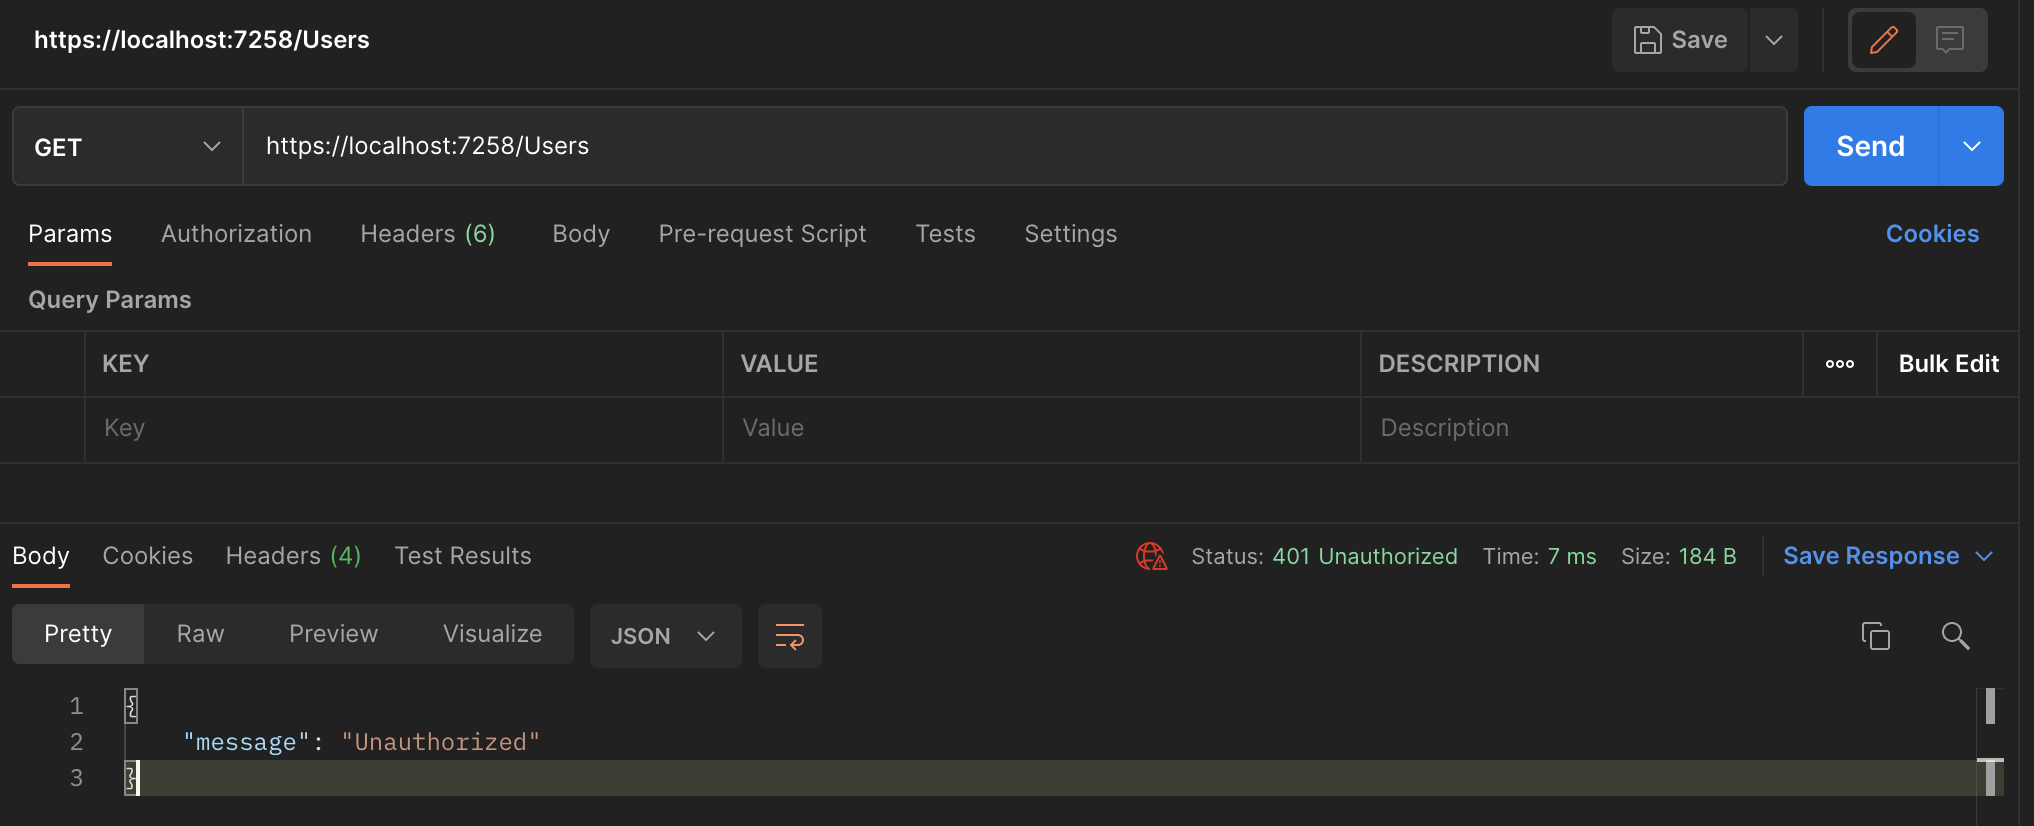 https://localhost:7258/Users
Save
GET
https://localhost:7258/Users
Send
Params Authorization Headers (6) Body Pre-request Script Tests Settings Cookies
Query Params
KEY VALUE DESCRIPTION ooo Bulk Edit
Key Value Description
Body Cookies Headers (4) Test Results Status: 401 Unauthorized Time: 7 ms Size: 184 B Save Response
Pretty Raw Preview Visualize JSON
1 {
2 "message": "Unauthorized"
3 }